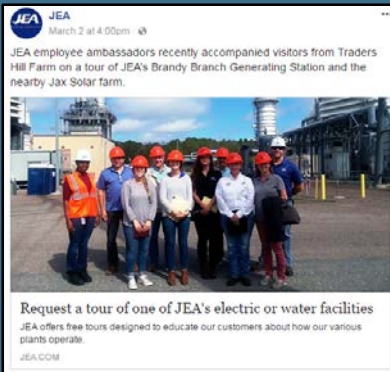 JEA
JEA
March 2 at 4:00pm ·
JEA employee ambassadors recently accompanied visitors from Traders
Hill Farm on a tour of JEA's Brandy Branch Generating Station and the
nearby Jax Solar farm.
Request a tour of one of JEA's electric or water facilities
JEA offers free tours designed to educate our customers about how our various
plants operate.
JEA.COM